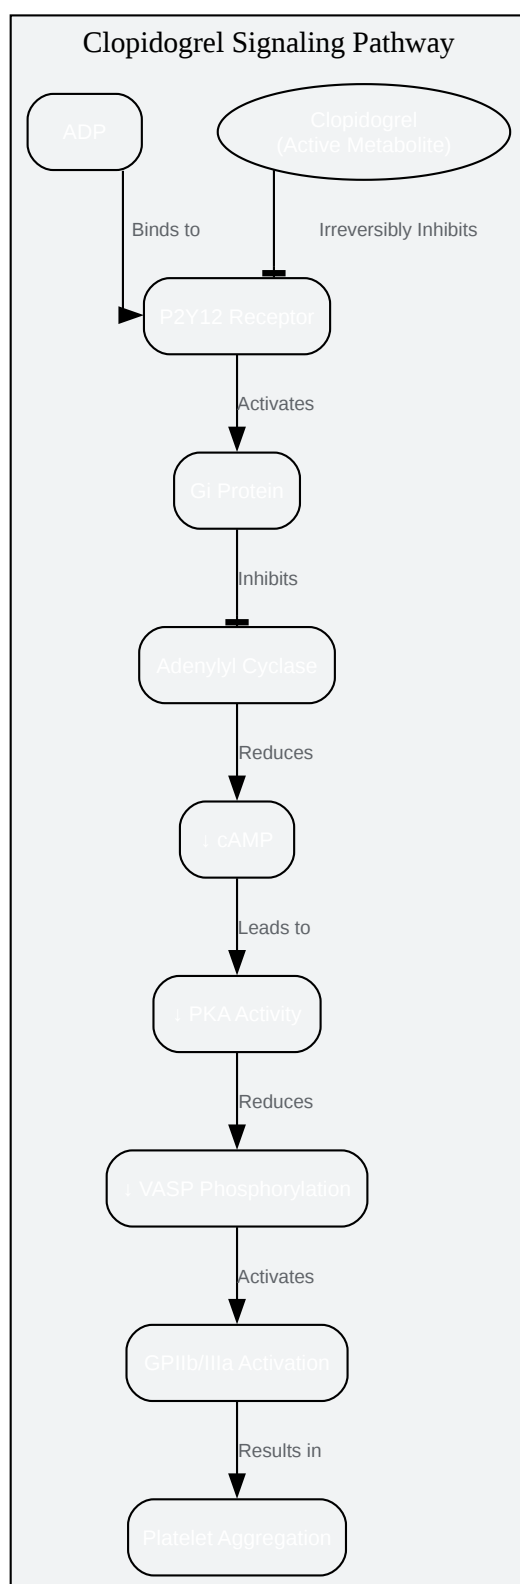 Clopidogrel Signaling Pathway
ADP
Clopidogrel
(Active Metabolite)
Binds to
Irreversibly Inhibits
P2Y12 Receptor
Activates
Gi Protein
Inhibits
Adenylyl Cyclase
Reduces
↓ cAMP
Leads to
↓ PKA Activity
Reduces
↓ VASP Phosphorylation
Activates
GPIIb/IIIa Activation
Results in
Platelet Aggregation